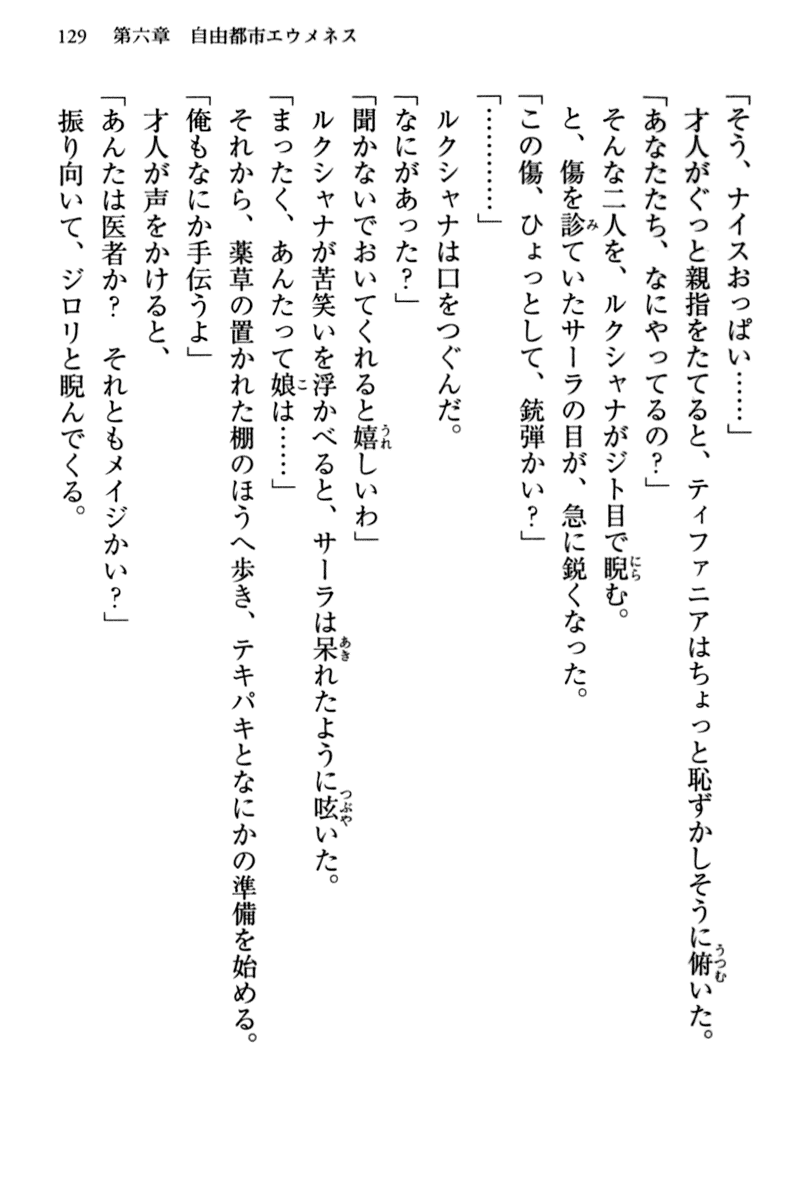 129 第六章 自由都市エウメネス
「そう、ナイスおっぱい……」
才人がぐっと親指をたてると、ティファニアはちょっと恥ずかしそうに俯いた。
「あなたたち、なにやってるの？」
そんな二人を、ルクシャナがジト目で睨む。
と、傷を診ていたサーラの目が、急に鋭くなった。
「この傷、ひょっとして、銃弾かい？」
「…………」
ルクシャナは口をつぐんだ。
「なにがあった？」
「聞かないでおいてくれると嬉しいわ」
ルクシャナが苦笑いを浮かべると、サーラは呆れたように呟いた。
「まったく、あんたって娘は……」
それから、薬草の置かれた棚のほうへ歩き、テキパキとなにかの準備を始める。
「俺もなにか手伝うよ」
才人が声をかけると、
「あんたは医者か？　それともメイジかい？」
振り向いて、ジロリと睨んでくる。